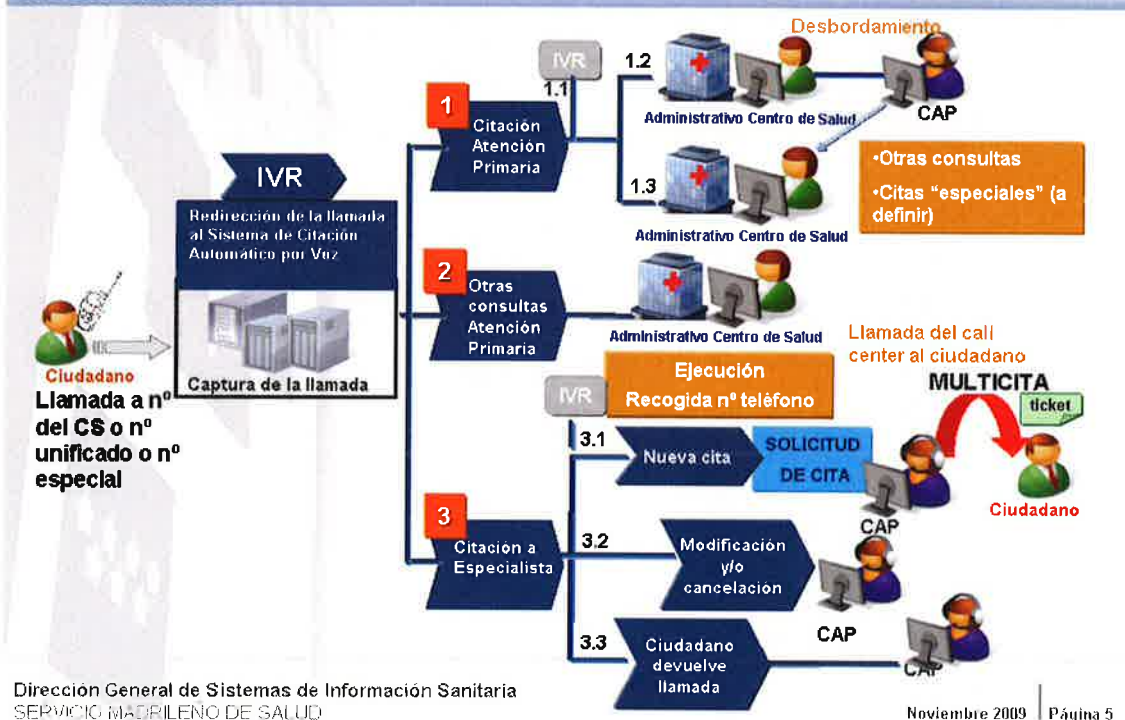 Desbordamiento
IVR
1.1
1.2
1
Citación
Atención
Primaria
Administrativo Centro de Salud
CAP
1.3
Administrativo Centro de Salud
•Otras consultas
•Citas "especiales" (a
definir)
IVR
Redirección de la llamada
al Sistema de Citación
Automático por Voz
Captura de la llamada
Ciudadano
Llamada a nº
del CS o nº
unificado o nº
especial
2
Otras
consultas
Atención
Primaria
Administrativo Centro de Salud
Llamada del call
center al ciudadano
IVR
Ejecución
Recogida nº teléfono
MULTICITA
ticket
3.1
Nueva cita
SOLICITUD
DE CITA
CAP
Ciudadano
3
Citación a
Especialista
3.2
Modificación
y/o
cancelación
CAP
3.3
Ciudadano
devuelve
llamada
CAP
Dirección General de Sistemas de Información Sanitaria
SERVICIO MADRILEÑO DE SALUD
Noviembre 2009 | Página 5